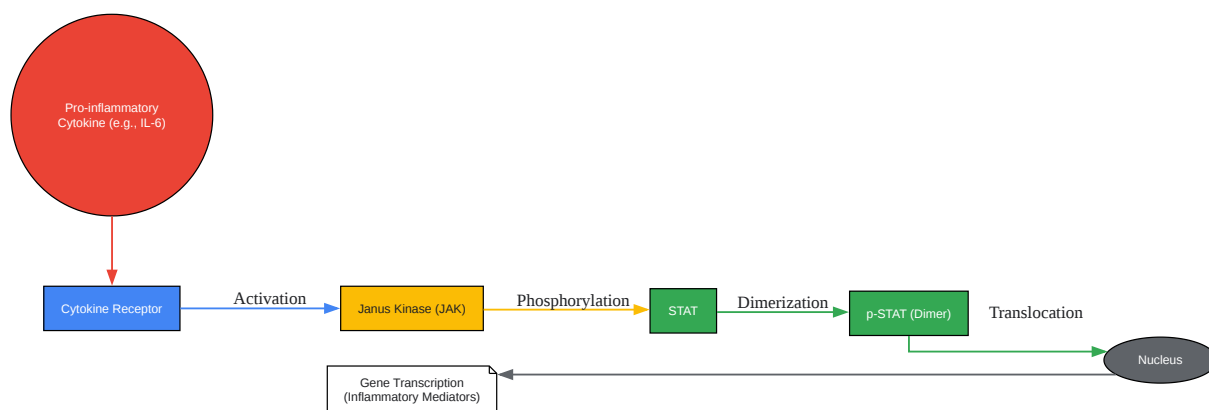 Pro-inflammatory
Cytokine (e.g., IL-6)
Cytokine Receptor
Activation
Janus Kinase (JAK)
Phosphorylation
STAT
Dimerization
p-STAT (Dimer)
Translocation
Nucleus
Gene Transcription
(Inflammatory Mediators)